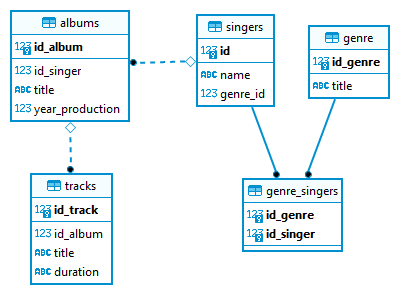 albums
123 id_album
123 id_singer
ABC title
123 year_production
singers
123 id
ABC name
123 genre_id
genre
123 id_genre
ABC title
tracks
123 id_track
123 id_album
ABC title
ABC duration
genre_singers
123 id_genre
123 id_singer